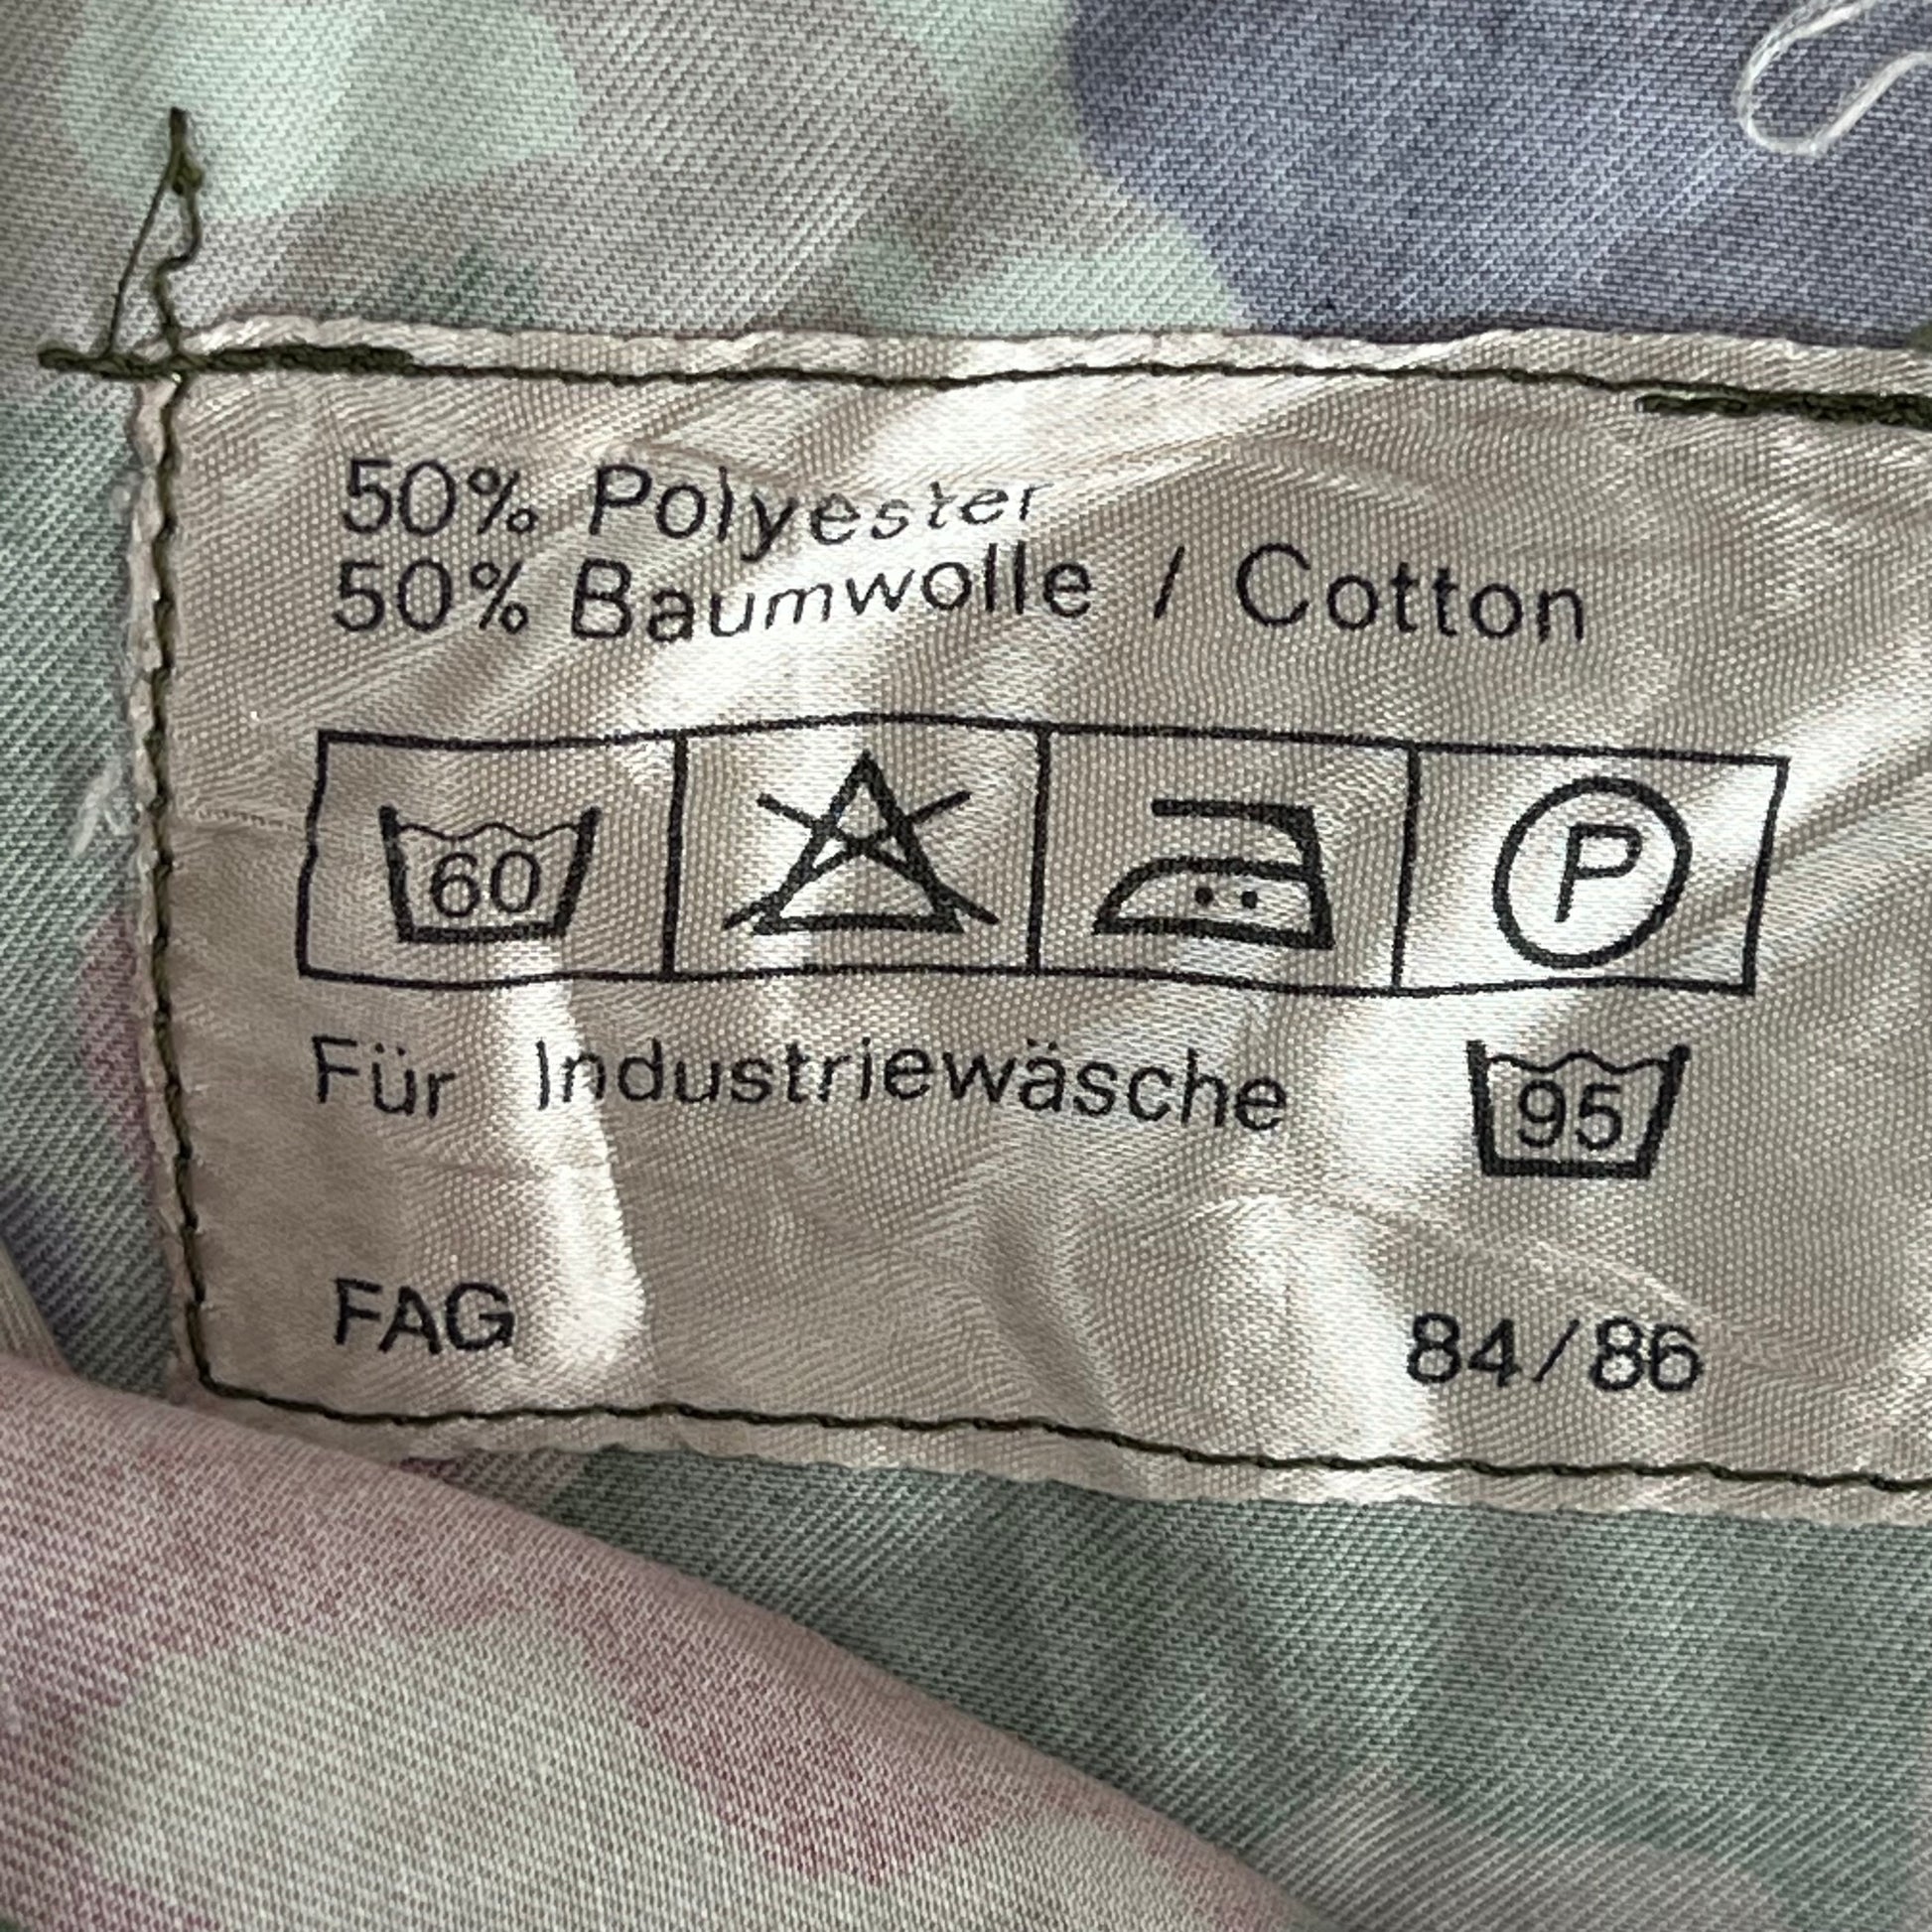 50% Polyester
50% Baumwolle / Cotton
60
P
Für Industriewäsche 95
FAG 84/86